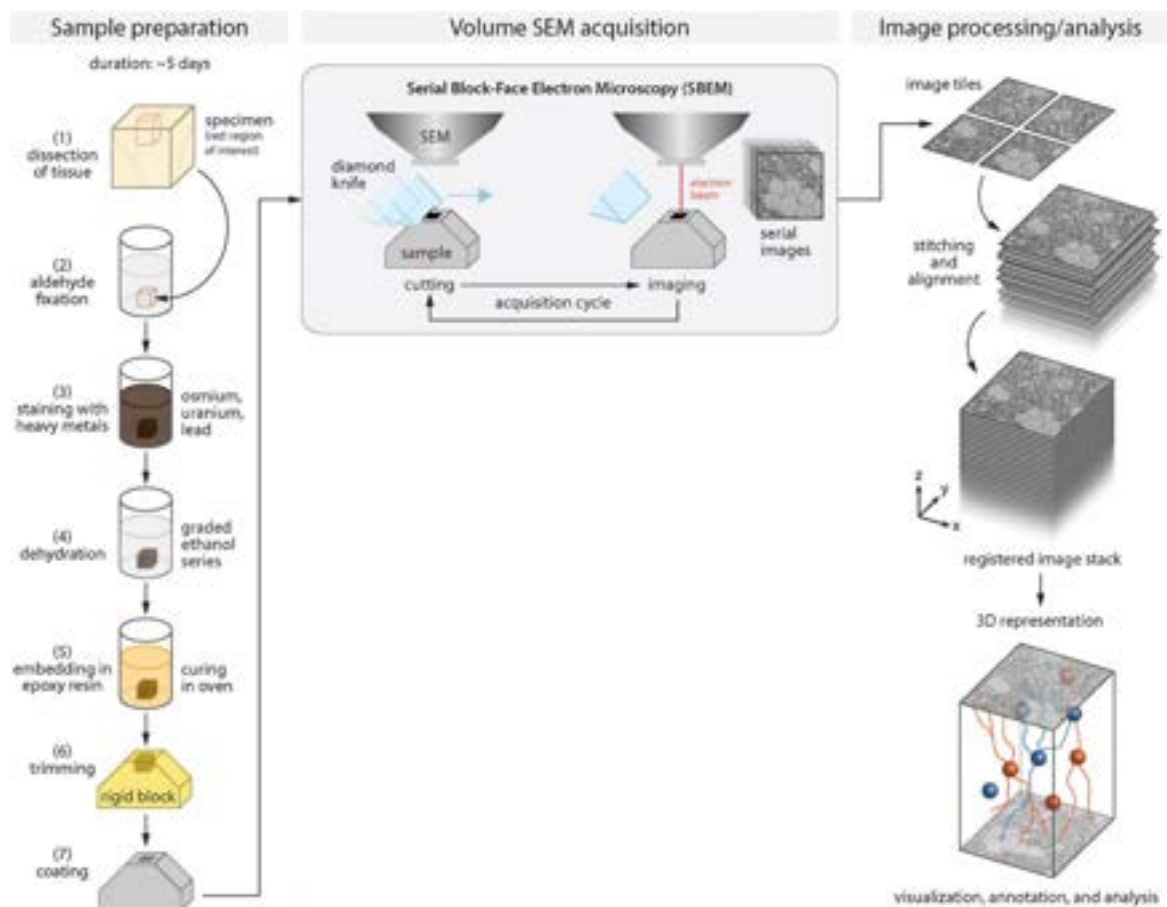 Sample preparation
duration: ~5 days
(1)
dissection
of tissue
specimen
(red region
of interest)
(2)
aldehyde
fixation
(3)
staining with
heavy metals
osmium,
uranium,
lead
(4)
dehydration
graded
ethanol
series
(5)
embedding in
epoxy resin
curing
in oven
(6)
trimming
rigid block
(7)
coating
Volume SEM acquisition
Serial Block-Face Electron Microscopy (SBEM)
SEM
diamond
knife
sample
cutting
electron
beam
serial
images
imaging
acquisition cycle
Image processing/analysis
image tiles
stitching
and
alignment
z
y
x
registered image stack
3D representation
visualization, annotation, and analysis